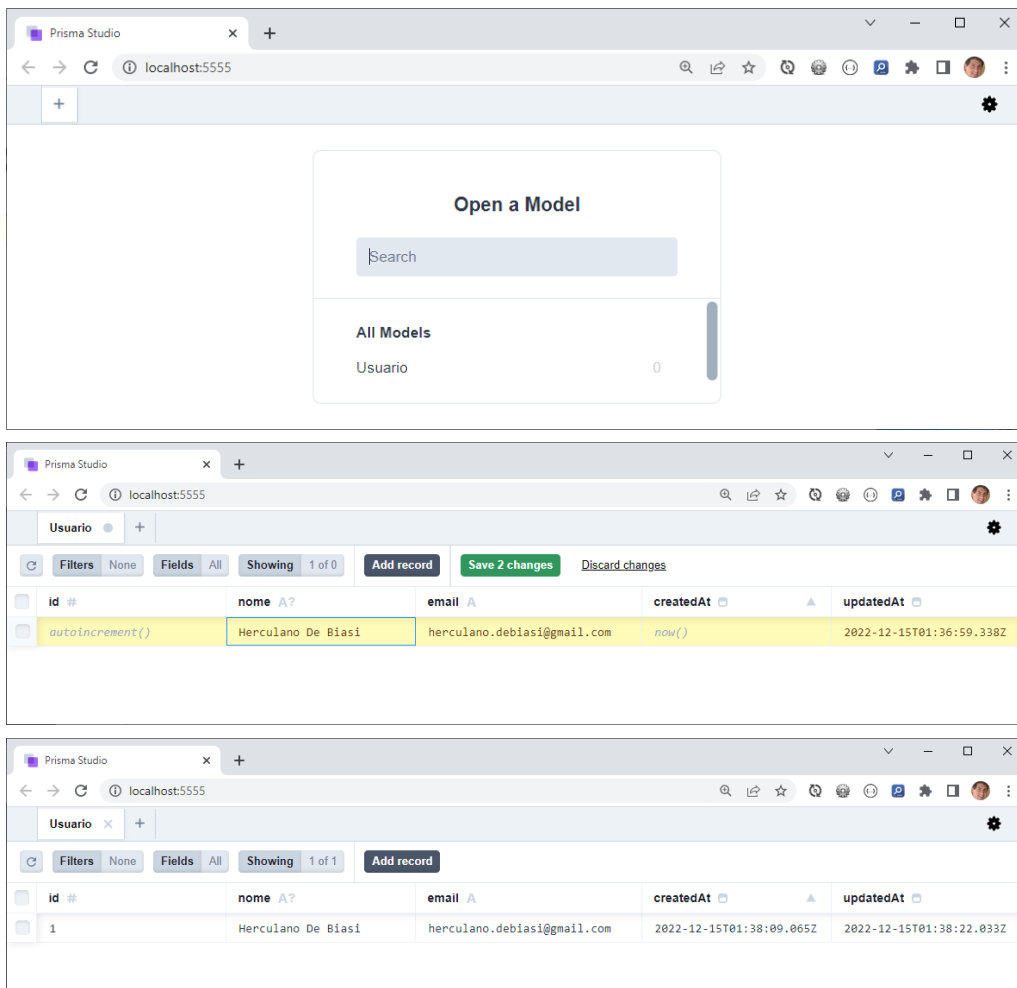 Prisma Studio
localhost:5555
Open a Model
Search
All Models
Usuario 0
Prisma Studio
localhost:5555
Usuario
Filters None Fields All Showing 1 of 0 Add record Save 2 changes Discard changes
id # nome A? email A createdAt updatedAt
autoincrement() Herculano De Biasi herculano.debiasi@gmail.com now() 2022-12-15T01:36:59.338Z
Prisma Studio
localhost:5555
Usuario
Filters None Fields All Showing 1 of 1 Add record
id # nome A? email A createdAt updatedAt
1 Herculano De Biasi herculano.debiasi@gmail.com 2022-12-15T01:38:09.065Z 2022-12-15T01:38:22.033Z